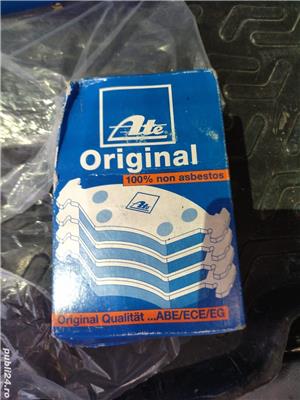 Ate
Original
100% non asbestos
Ate
Original Qualität ...ABE/ECE/EG
publi24.ro